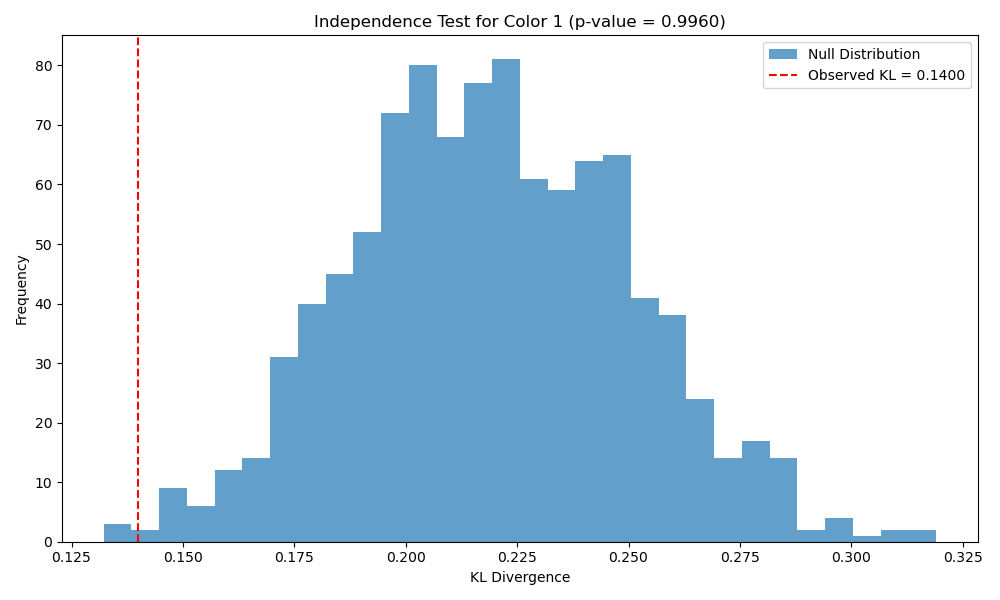 Independence Test for Color 1 (p-value = 0.9960)
Null Distribution
Observed KL = 0.1400
Frequency
80
70
60
50
40
30
20
10
0
0.125 0.150 0.175 0.200 0.225 0.250 0.275 0.300 0.325
KL Divergence